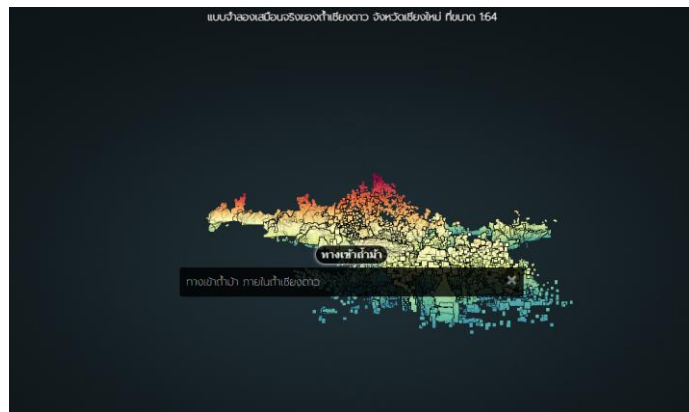 แบบจำลองเสมือนจริงของถ้ำเชียงดาว จังหวัดเชียงใหม่ ที่ขนาด 1:64
ทางเข้าถ้ำม้า
ทางเข้าถ้ำม้า ภายในถ้ำเชียงดาว